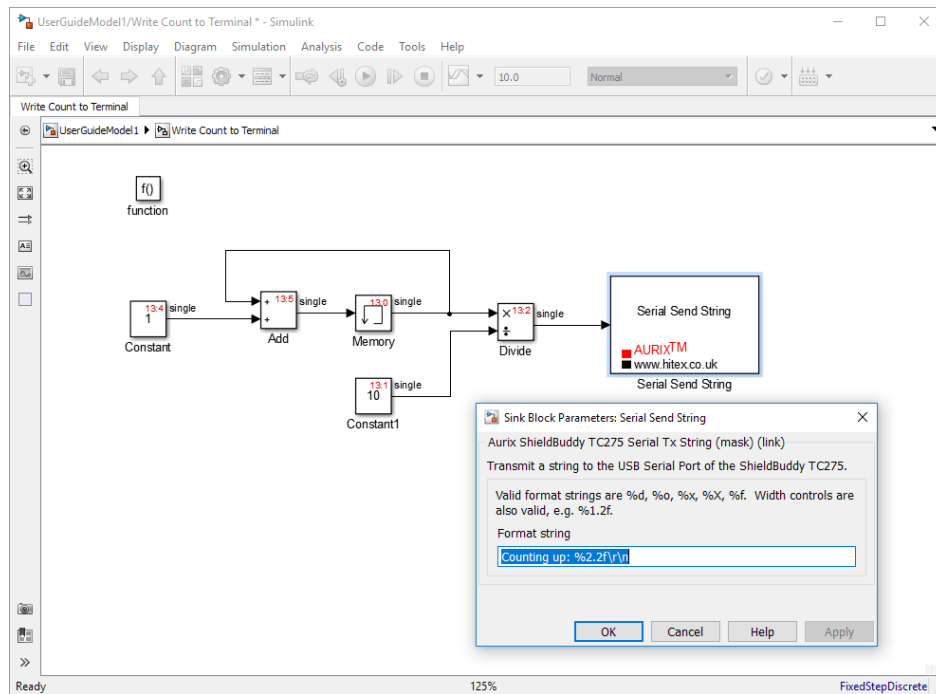 UserGuideModel1/Write Count to Terminal * - Simulink
File Edit View Display Diagram Simulation Analysis Code Tools Help
10.0 Normal
Write Count to Terminal
UserGuideModel1 Write Count to Terminal
f()
function
13:4 single
1
Constant
+ 13:5 single
+
Add
13:0 single
Memory
13:2 single
×
÷
Divide
13:1 single
10
Constant1
Serial Send String
AURIX™
www.hitex.co.uk
Serial Send String
Sink Block Parameters: Serial Send String
Aurix ShieldBuddy TC275 Serial Tx String (mask) (link)
Transmit a string to the USB Serial Port of the ShieldBuddy TC275.
Valid format strings are %d, %o, %x, %X, %f. Width controls are
also valid, e.g. %1.2f.
Format string
Counting up: %2.2f\r\n
OK Cancel Help Apply
Ready 125% FixedStepDiscrete